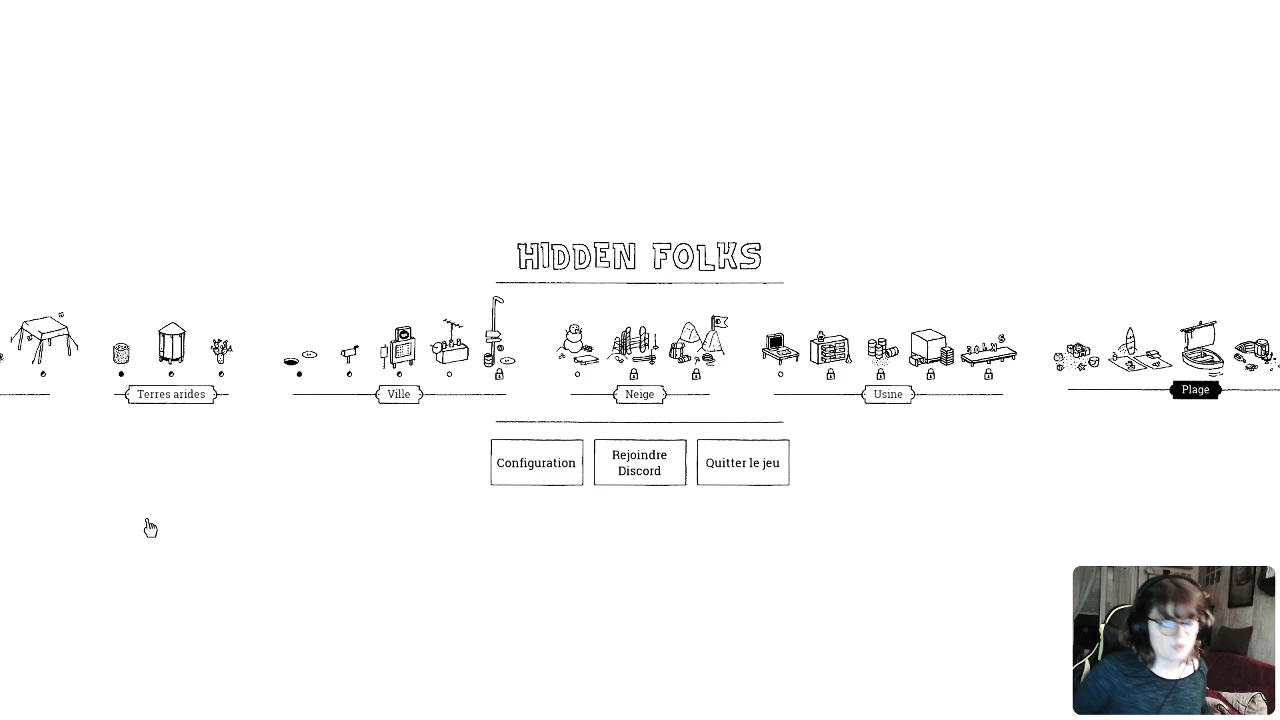 HIDDEN FOLKS
Terres arides
Ville
Neige
Usine
Plage
Configuration
Rejoindre
Discord
Quitter le jeu